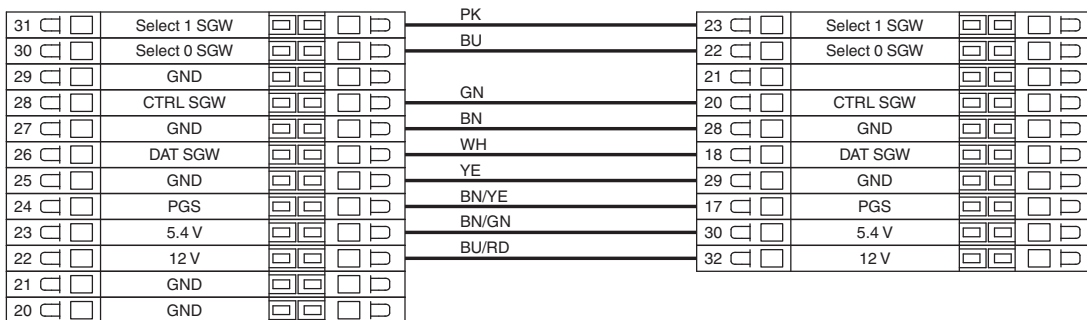 31 Select 1 SGW PK 23 Select 1 SGW
30 Select 0 SGW BU 22 Select 0 SGW
29 GND 21
28 CTRL SGW GN 20 CTRL SGW
27 GND BN 28 GND
26 DAT SGW WH 18 DAT SGW
25 GND YE 29 GND
24 PGS BN/YE 17 PGS
23 5.4 V BN/GN 30 5.4 V
22 12 V BU/RD 32 12 V
21 GND
20 GND